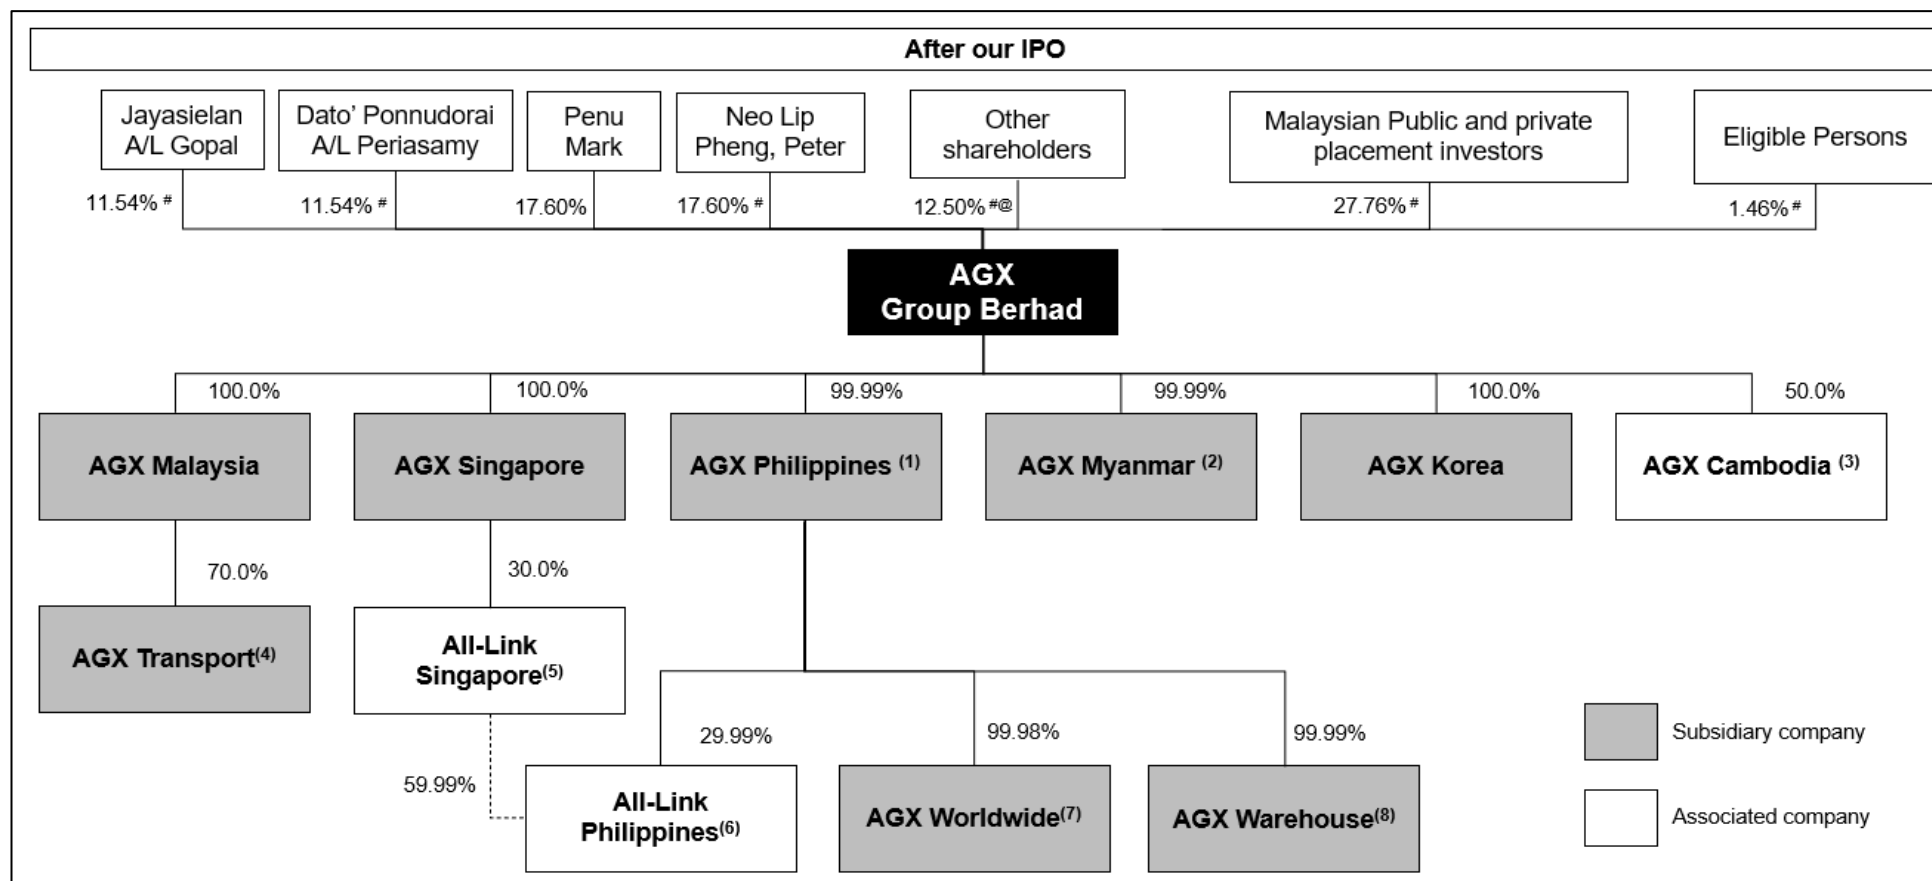 After our IPO
Jayasielan
A/L Gopal
Dato' Ponnudorai
A/L Periasamy
Penu
Mark
Neo Lip
Pheng, Peter
Other
shareholders
Malaysian Public and private
placement investors
Eligible Persons
11.54% #
11.54% #
17.60%
17.60% #
12.50% #@
27.76% #
1.46% #
AGX
Group Berhad
100.0%
100.0%
99.99%
99.99%
100.0%
50.0%
AGX Malaysia
AGX Singapore
AGX Philippines (1)
AGX Myanmar (2)
AGX Korea
AGX Cambodia (3)
70.0%
30.0%
AGX Transport(4)
All-Link
Singapore(5)
29.99%
99.98%
99.99%
59.99%
All-Link
Philippines(6)
AGX Worldwide(7)
AGX Warehouse(8)
Subsidiary company
Associated company